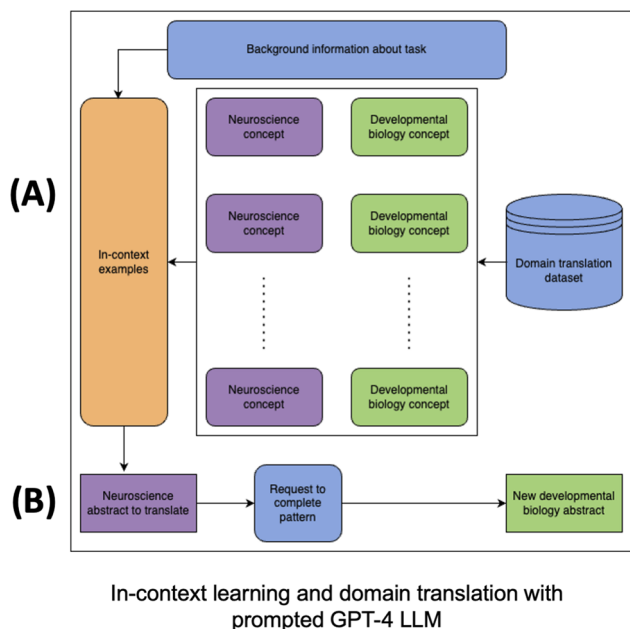 Background information about task
(A)
In-context
examples
Neuroscience
concept
Developmental
biology concept
Neuroscience
concept
Developmental
biology concept
Neuroscience
concept
Developmental
biology concept
Domain translation
dataset
(B)
Neuroscience
abstract to translate
Request to
complete
pattern
New developmental
biology abstract
In-context learning and domain translation with
prompted GPT-4 LLM